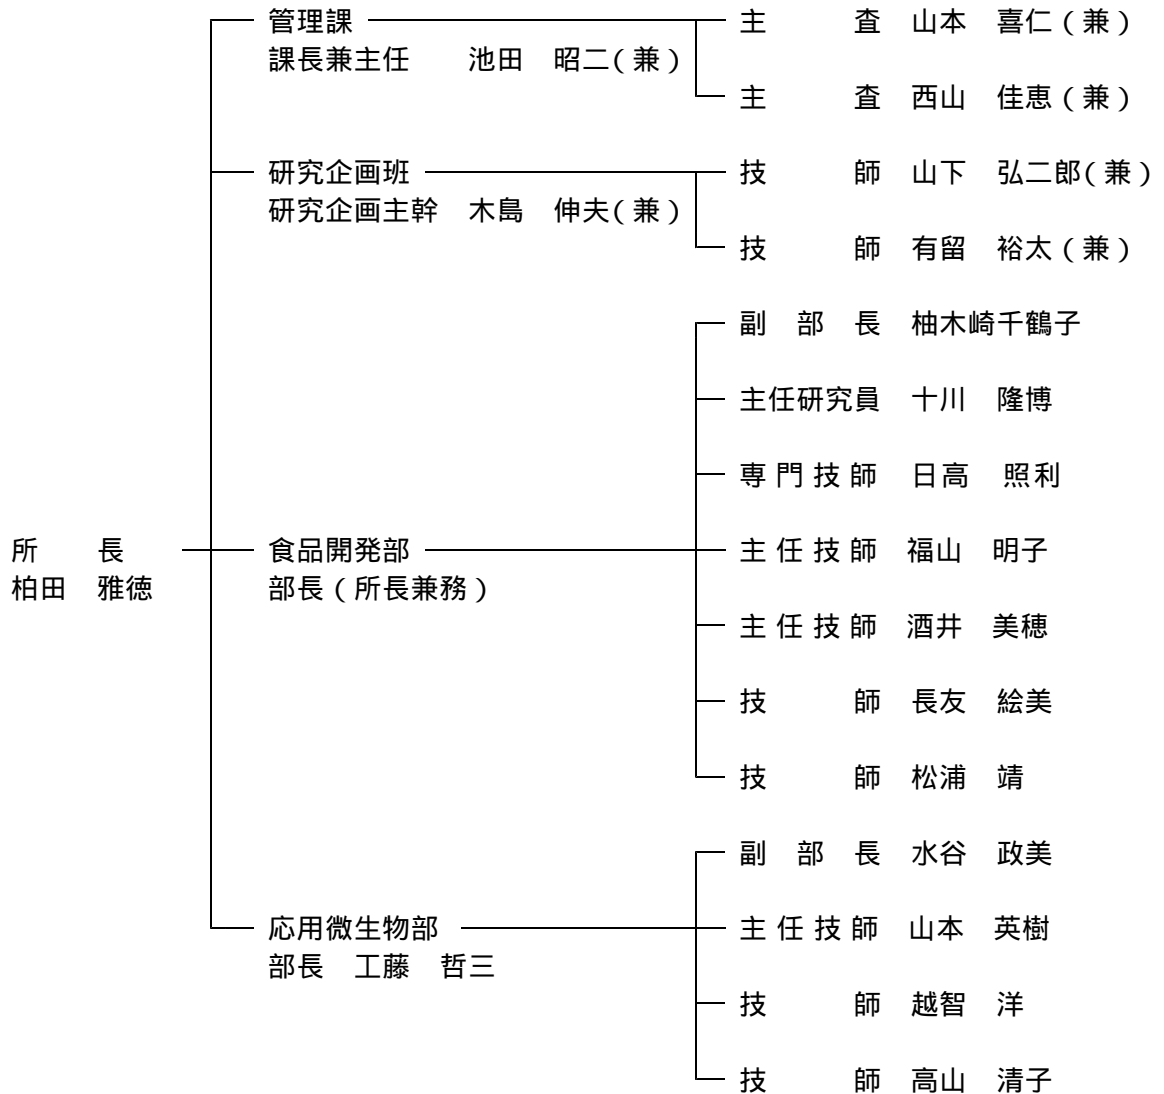 管理課
課長兼主任　池田　昭二(兼)
主　　　査　山本　喜仁(兼)
主　　　査　西山　佳恵(兼)
研究企画班
研究企画主幹　木島　伸夫(兼)
技　　　師　山下　弘二郎(兼)
技　　　師　有留　裕太(兼)
所　　長
柏田　雅徳
食品開発部
部長(所長兼務)
副　部　長　柚木崎千鶴子
主任研究員　十川　隆博
専門技師　日高　照利
主任技師　福山　明子
主任技師　酒井　美穂
技　　　師　長友　絵美
技　　　師　松浦　靖
応用微生物部
部長　工藤　哲三
副　部　長　水谷　政美
主任技師　山本　英樹
技　　　師　越智　洋
技　　　師　高山　清子